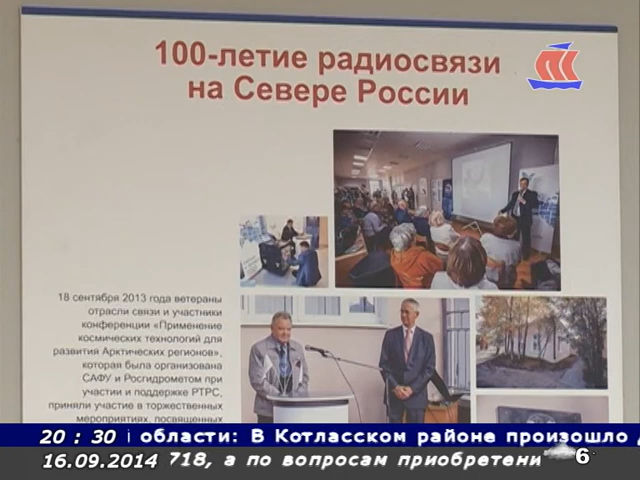 100-летие радиосвязи
на Севере России
18 сентября 2013 года ветераны
отрасли связи и участники
конференции «Применение
космических технологий для
развития Арктических регионов»,
которая была организована
САФУ и Росгидрометом при
участии и поддержке РТРС,
приняли участие в торжественных
мероприятиях, посвященных
20 : 30 й области: В Котласском районе произошло
16.09.2014 718, а по вопросам приобретени 6